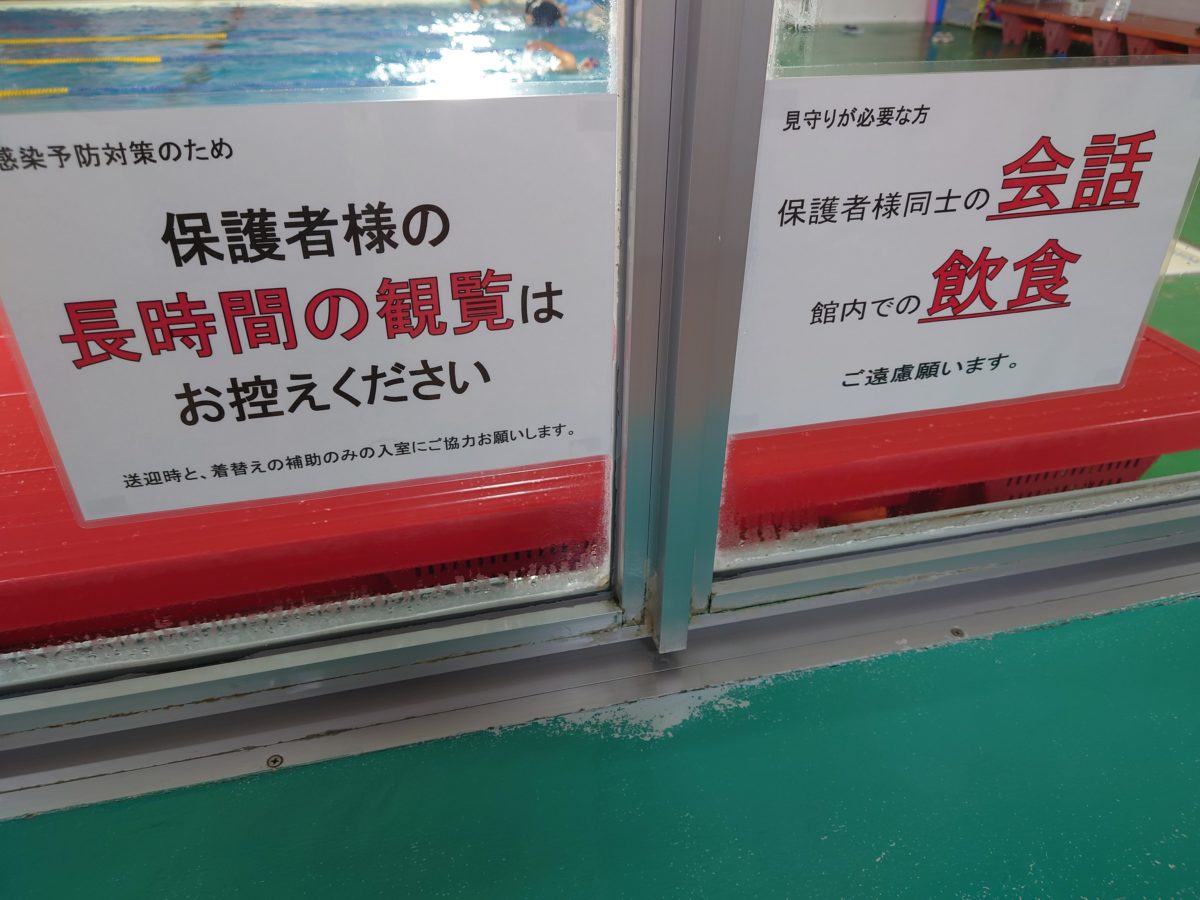 感染予防対策のため
保護者様の
長時間の観覧は
お控えください
送迎時と、着替えの補助のみの入室にご協力お願いします。
見守りが必要な方
保護者様同士の会話
館内での飲食
ご遠慮願います。